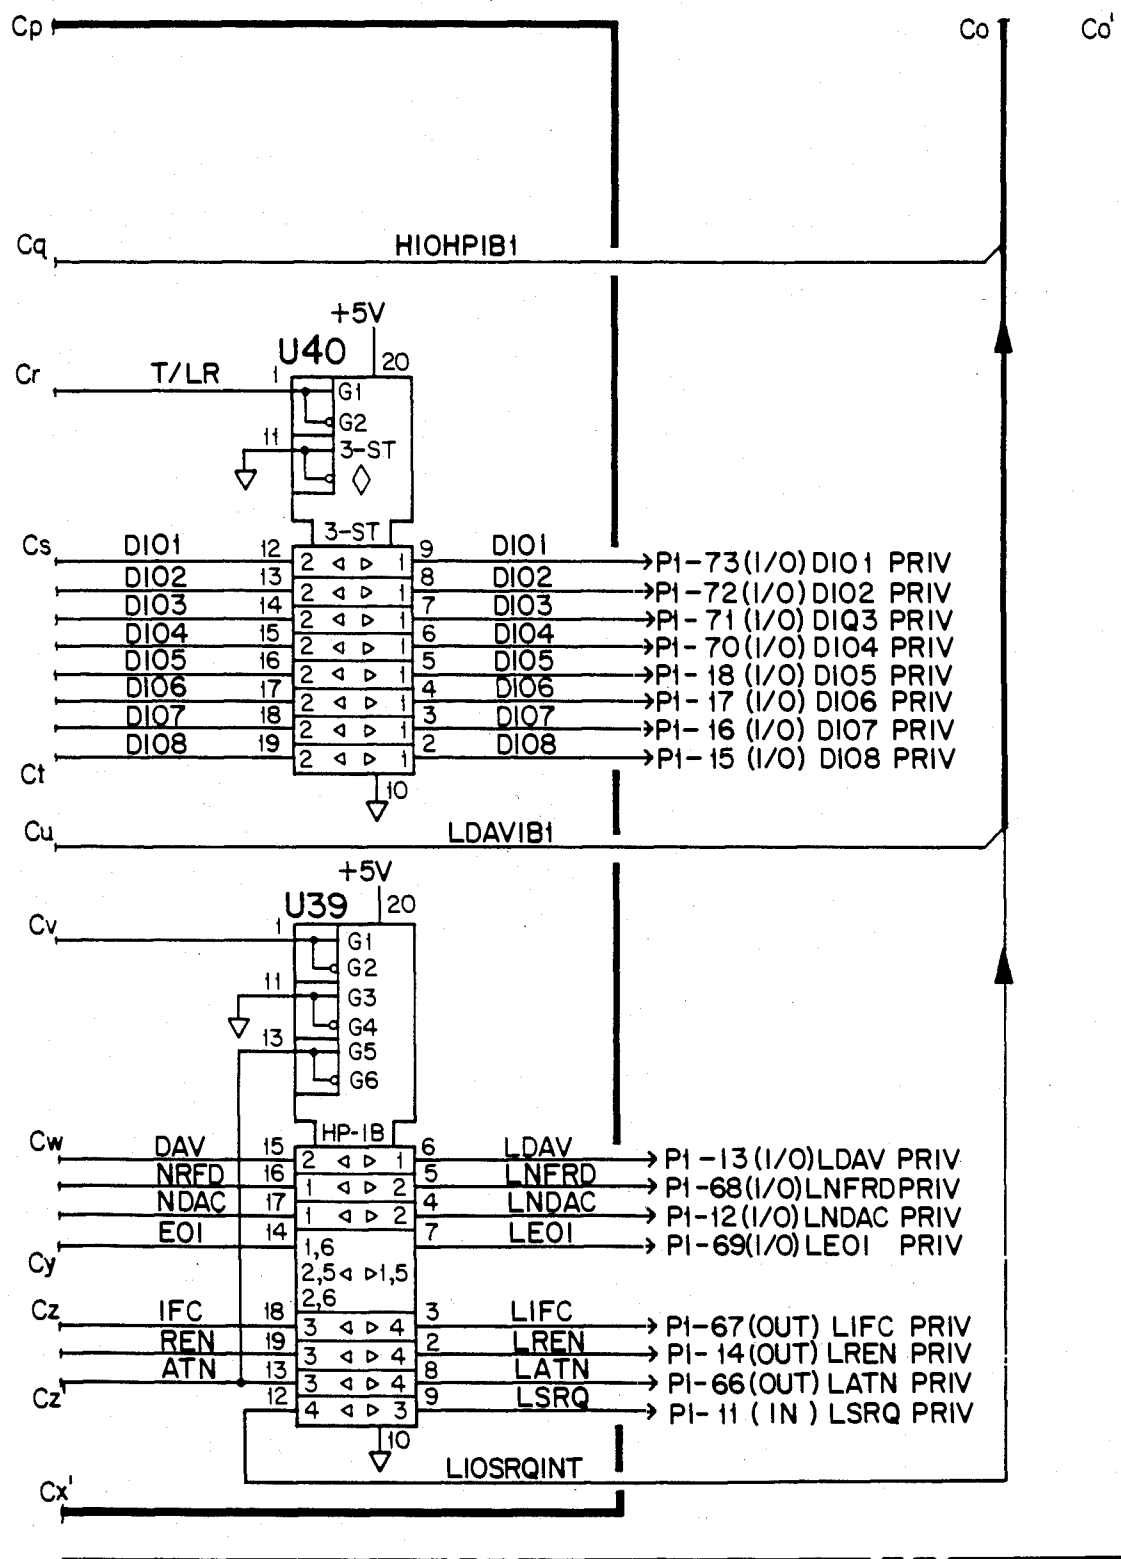 Cp Co Co'
Cq HIOHPIB1
+5V
U40 20
Cr T/LR 1 G1
G2
11 3-ST
3-ST
Cs DIO1 12 2 1 9 DIO1 P1-73(I/O)DIO1 PRIV
DIO2 13 2 1 8 DIO2 P1-72(I/O)DIO2 PRIV
DIO3 14 2 1 7 DIO3 P1-71(I/O)DIQ3 PRIV
DIO4 15 2 1 6 DIO4 P1-70(I/O)DIO4 PRIV
DIO5 16 2 1 5 DIO5 P1-18(I/O)DIO5 PRIV
DIO6 17 2 1 4 DIO6 P1-17(I/O)DIO6 PRIV
DIO7 18 2 1 3 DIO7 P1-16(I/O) DIO7 PRIV
DIO8 19 2 1 2 DIO8 P1-15(I/O) DIO8 PRIV
Ct 10
Cu LDAVIB1
+5V
U39 20
Cv 1 G1
G2
11 G3
G4
13 G5
G6
HP-IB
Cw DAV 15 2 1 6 LDAV P1-13(I/O)LDAV PRIV
NRFD 16 1 2 5 LNFRD P1-68(I/O)LNFRDPRIV
NDAC 17 1 2 4 LNDAC P1-12(I/O)LNDAC PRIV
EOI 14 7 LEOI P1-69(I/O)LEOI PRIV
Cy 1,6
2,5 1,5
2,6
Cz IFC 18 3 4 3 LIFC P1-67(OUT) LIFC PRIV
REN 19 3 4 2 LREN P1-14(OUT) LREN PRIV
Cz' ATN 13 3 4 8 LATN P1-66(OUT) LATN PRIV
12 4 3 9 LSRQ P1-11 ( IN ) LSRQ PRIV
10
LIOSRQINT
Cx'